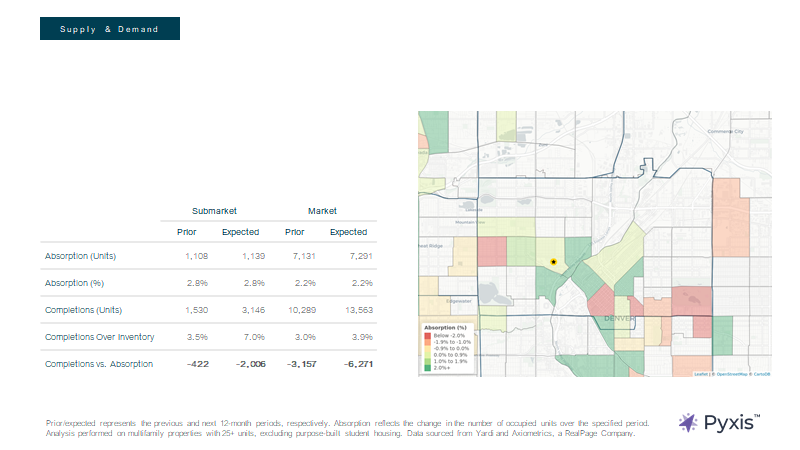 Supply & Demand
Submarket Market
Prior Expected Prior Expected
Absorption (Units) 1,108 1,139 7,131 7,291
Absorption (%) 2.8% 2.8% 2.2% 2.2%
Completions (Units) 1,530 3,146 10,289 13,563
Completions Over Inventory 3.5% 7.0% 3.0% 3.9%
Completions vs. Absorption -422 -2,006 -3,157 -6,271
Commerce City
Lakeside
Mountain View
heat Ridge
Edgewater
DENVER
Absorption (%)
Below -2.0%
-1.9% to -1.0%
-0.9% to 0.0%
0.0% to 0.9%
1.0% to 1.9%
2.0%+
Leaflet | © OpenStreetMap © CartoDB
Prior/expected represents the previous and next 12-month periods, respectively. Absorption reflects the change in the number of occupied units over the specified period.
Analysis performed on multifamily properties with 25+ units, excluding purpose-built student housing. Data sourced from Yardi and Axiometrics, a RealPage Company.
Pyxis™